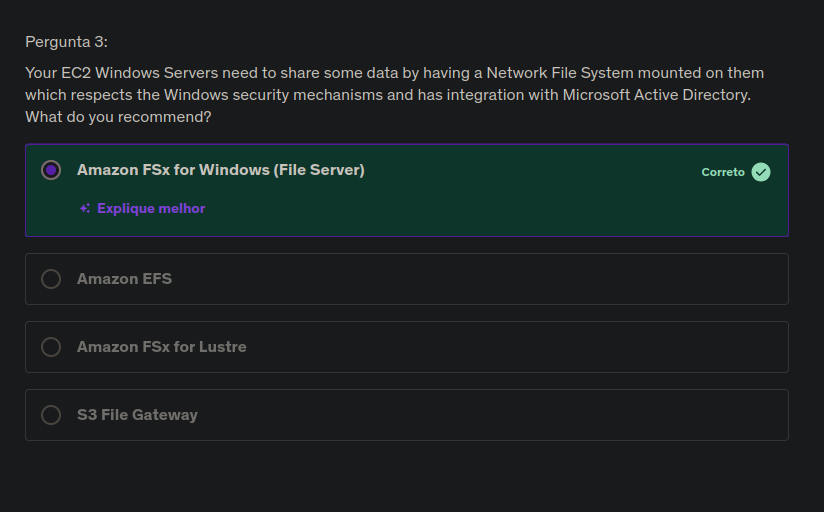 Pergunta 3:
Your EC2 Windows Servers need to share some data by having a Network File System mounted on them
which respects the Windows security mechanisms and has integration with Microsoft Active Directory.
What do you recommend?
Amazon FSx for Windows (File Server)
Correto
Explique melhor
Amazon EFS
Amazon FSx for Lustre
S3 File Gateway